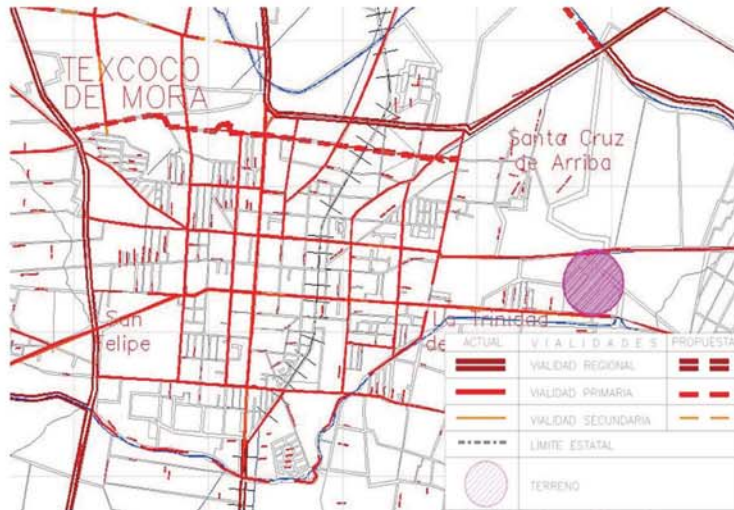 TEXCOCO
DE MORA
Santa Cruz
de Arriba
San
Felipe
La Trinidad
de
ACTUAL VIALIDADES PROPUESTA
VIALIDAD REGIONAL
VIALIDAD PRIMARIA
VIALIDAD SECUNDARIA
LIMITE ESTATAL
TERRENO